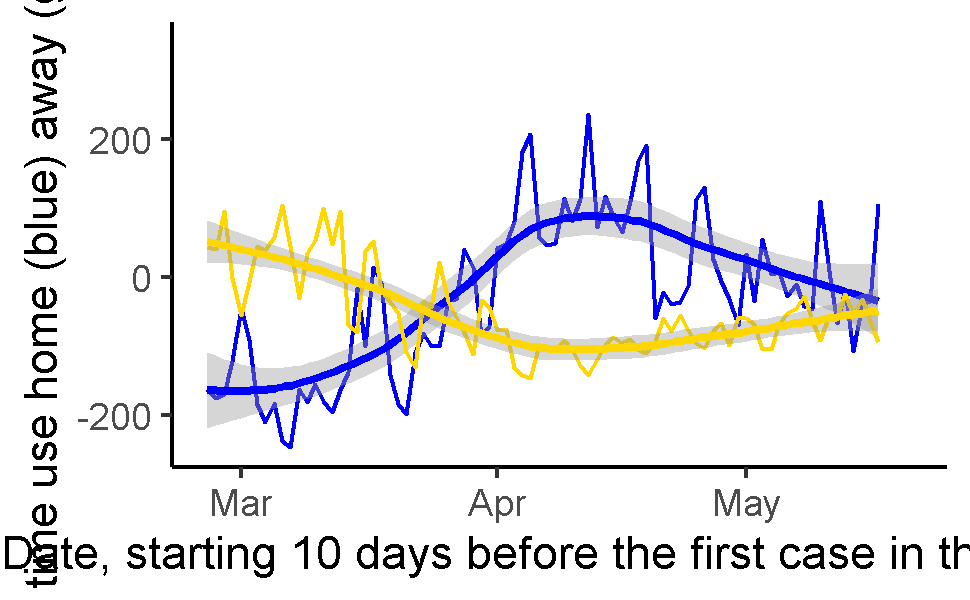 time use home (blue) away (
200
0
-200
Mar Apr May
Date, starting 10 days before the first case in th